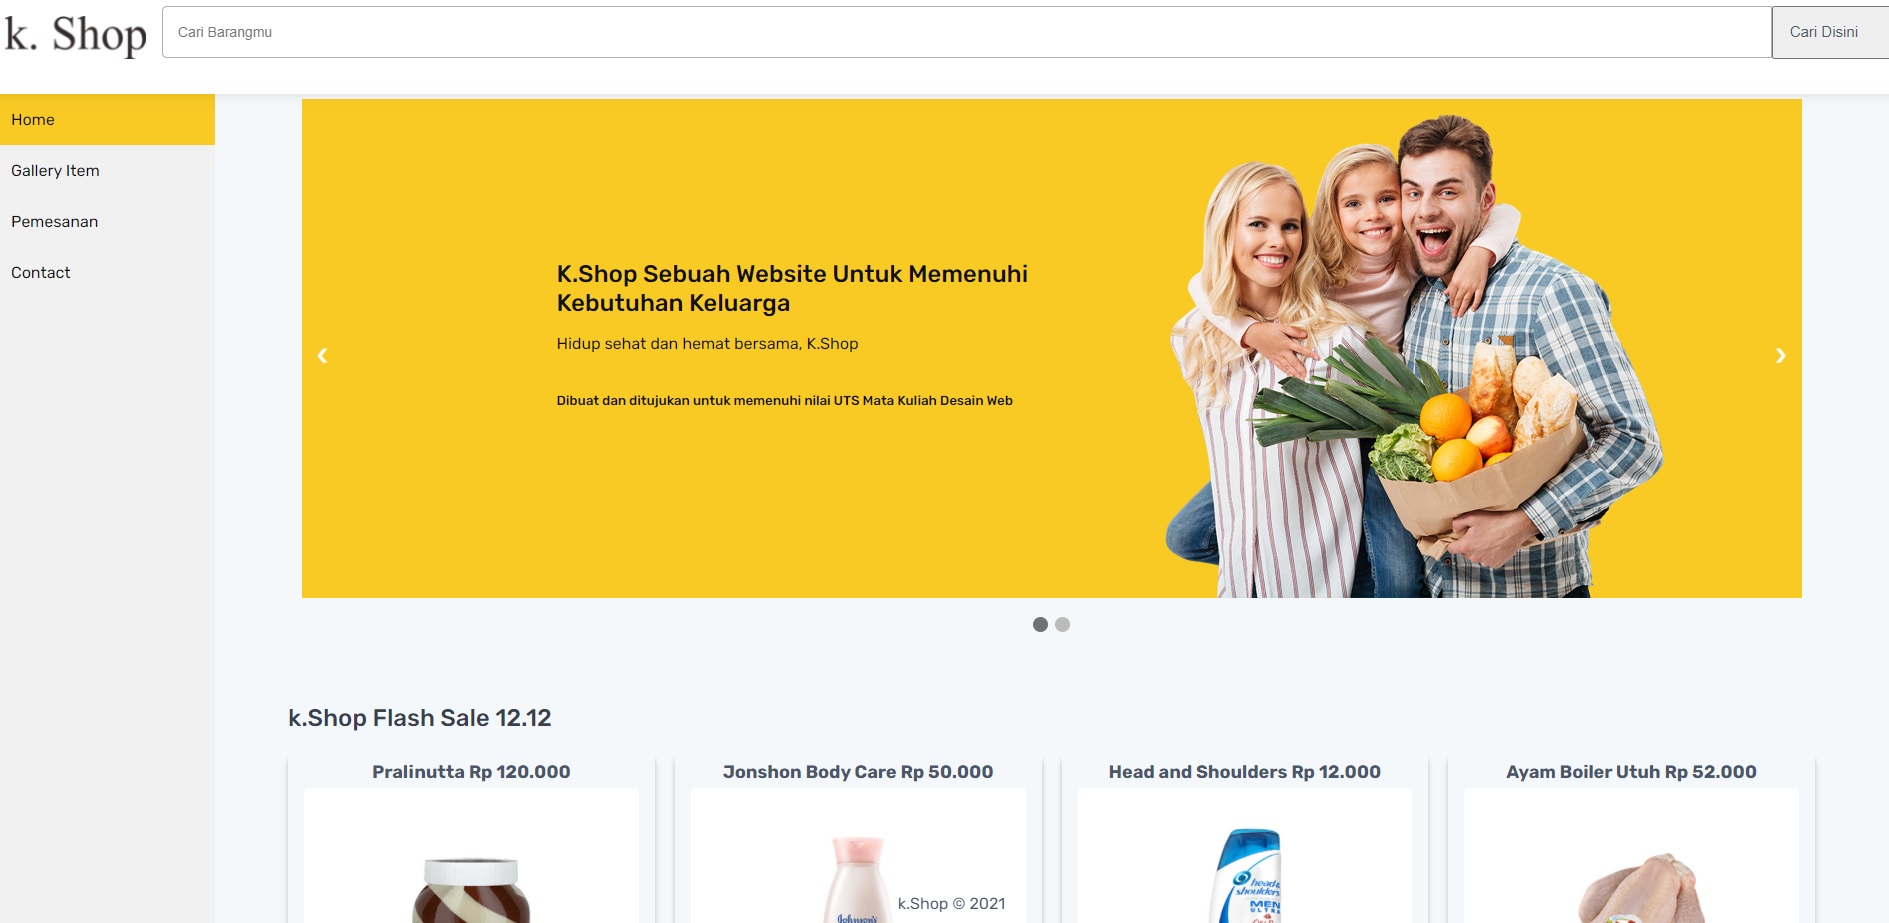 k. Shop
Cari Barangmu
Cari Disini
Home
Gallery Item
Pemesanan
Contact
K.Shop Sebuah Website Untuk Memenuhi
Kebutuhan Keluarga
Hidup sehat dan hemat bersama, K.Shop
Dibuat dan ditujukan untuk memenuhi nilai UTS Mata Kuliah Desain Web
❮
❯
k.Shop Flash Sale 12.12
Pralinutta Rp 120.000
Jonshon Body Care Rp 50.000
Head and Shoulders Rp 12.000
Ayam Boiler Utuh Rp 52.000
Johnson's
head&
shoulders
MEN
ULTRA
k.Shop © 2021